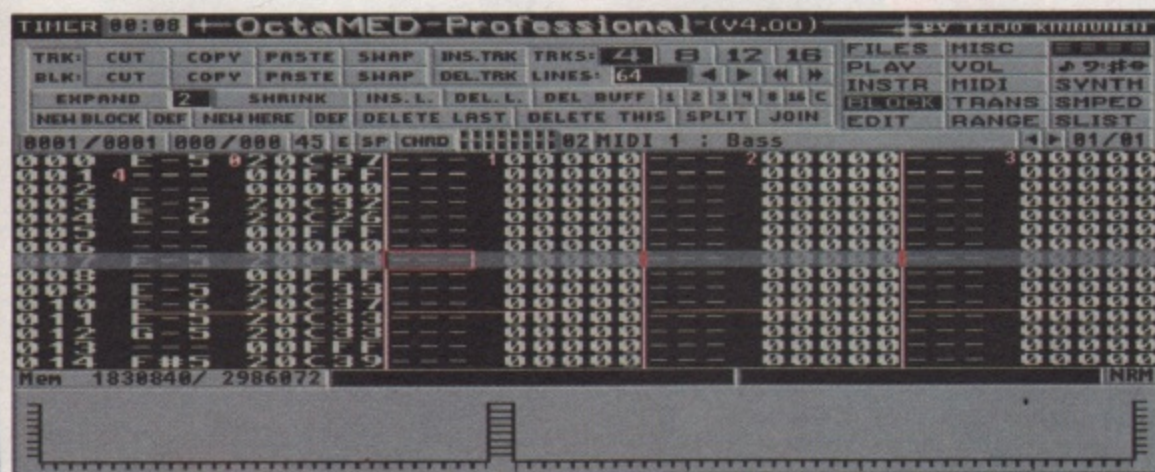 TIMER 00:08 OctaMED-Professional-(V4.00) BY TEIJO KINNUNEN
TRK: CUT COPY PASTE SWAP INS.TRK TRKS: 4 8 12 16
BLK: CUT COPY PASTE SWAP DEL.TRK LINES: 64
EXPAND 2 SHRINK INS.L. DEL.L. DEL BUFF 1 2 3 4 8 16 C
NEW BLOCK DEF NEW HERE DEF DELETE LAST DELETE THIS SPLIT JOIN
FILES MISC
PLAY VOL
INSTR MIDI SYNTH
BLOCK TRANS SMPED
EDIT RANGE SLIST
0001/0001 000/000 45 E SP CHRD 02 MIDI 1 : Bass 01/01
0 1 2 3
4
000 E-5 20C37 --- 00000 --- 00000 --- 00000
001 --- 00FFF --- 00000 --- 00000 --- 00000
002 --- 00000 --- 00000 --- 00000 --- 00000
003 E-5 20C32 --- 00000 --- 00000 --- 00000
004 E-6 20C26 --- 00000 --- 00000 --- 00000
005 --- 00FFF --- 00000 --- 00000 --- 00000
006 --- 00000 --- 00000 --- 00000 --- 00000
008 --- 00FFF --- 00000 --- 00000 --- 00000
009 E-5 20C33 --- 00000 --- 00000 --- 00000
010 E-6 20C37 --- 00000 --- 00000 --- 00000
012 G-5 20C33 --- 00000 --- 00000 --- 00000
013 --- 00FFF --- 00000 --- 00000 --- 00000
014 F#5 20C39 --- 00000 --- 00000 --- 00000
Mem 1830840/ 2986072 NRM